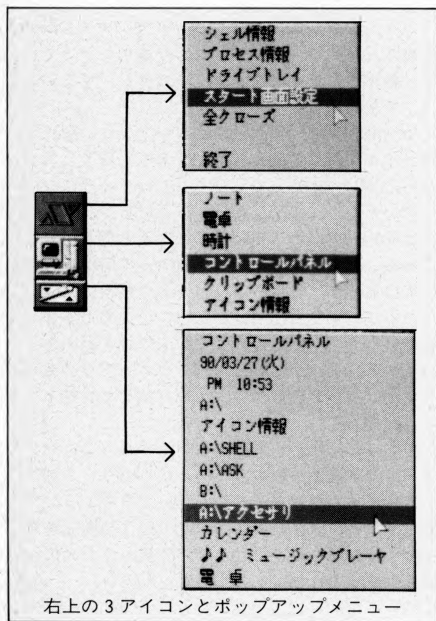 シェル情報
プロセス情報
ドライブトレイ
スタート画面設定
全クローズ
終了
ノート
電卓
時計
コントロールパネル
クリップボード
アイコン情報
コントロールパネル
90/03/27(火)
PM 10:53
A:\
アイコン情報
A:\SHELL
A:\ASK
B:\
A:\アクセサリ
カレンダー
♪♪ ミュージックプレーヤ
電 卓
右上の3アイコンとポップアップメニュー